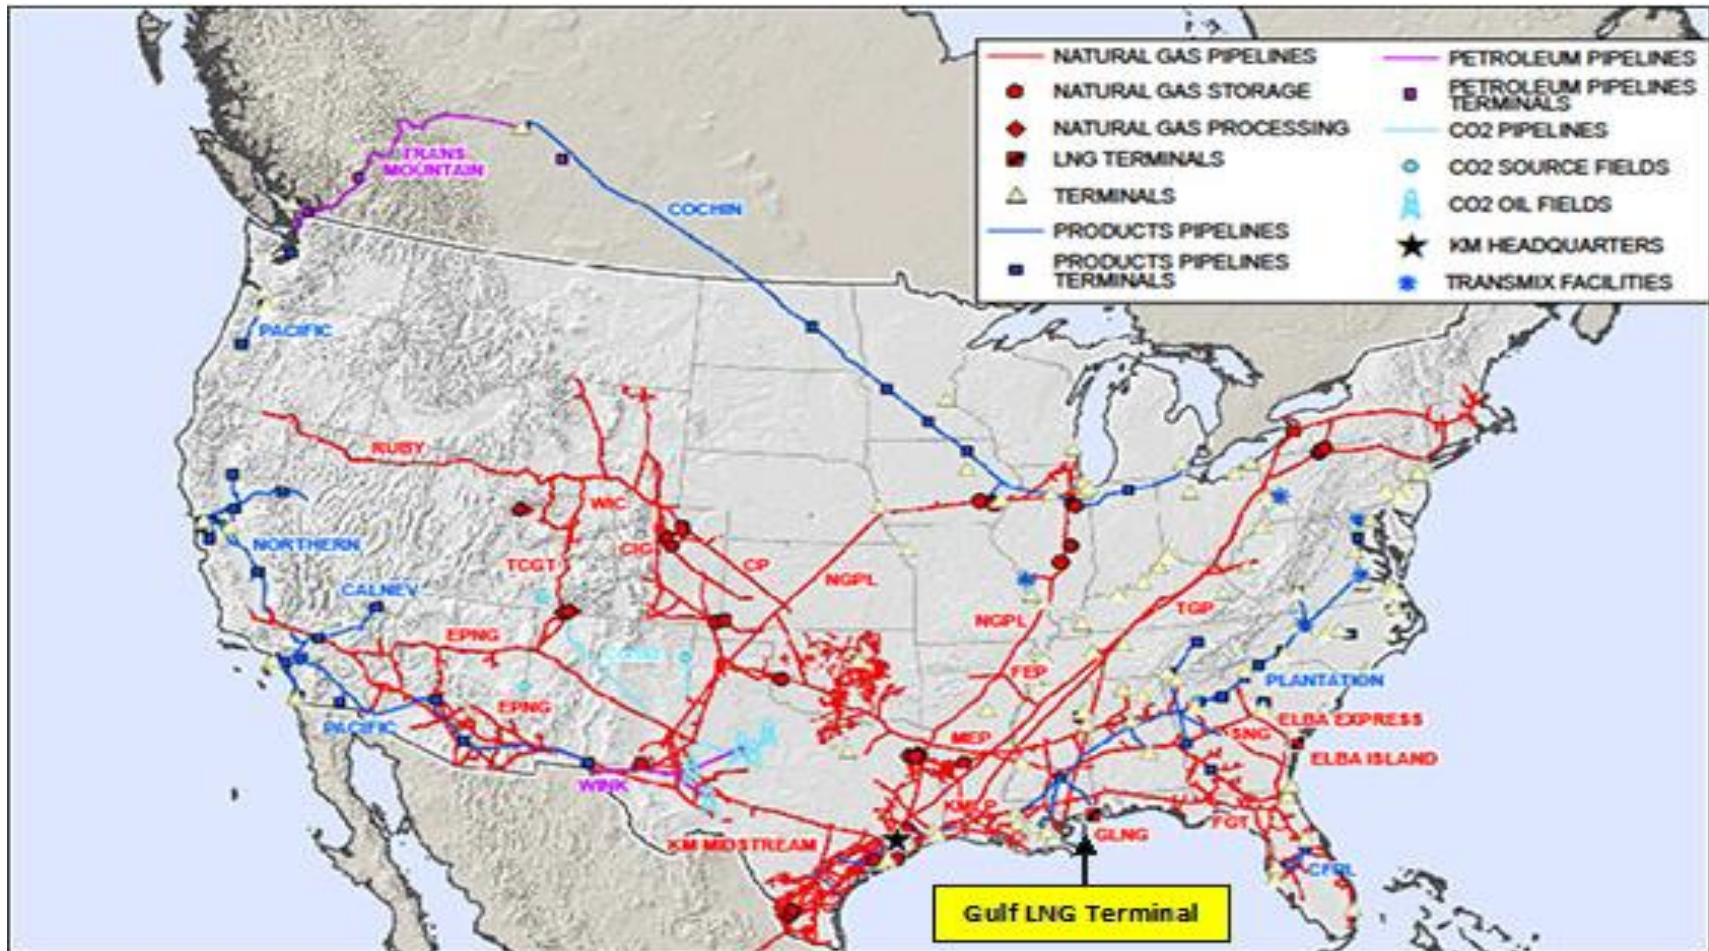 NATURAL GAS PIPELINES
NATURAL GAS STORAGE
NATURAL GAS PROCESSING
LNG TERMINALS
TERMINALS
PRODUCTS PIPELINES
PRODUCTS PIPELINES
TERMINALS
PETROLEUM PIPELINES
PETROLEUM PIPELINES
TERMINALS
CO2 PIPELINES
CO2 SOURCE FIELDS
CO2 OIL FIELDS
KM HEADQUARTERS
TRANSMIX FACILITIES
TRANS
MOUNTAIN
COCHIN
PACIFIC
RUBY
WIC
NORTHERN
TCGT
CIG
CP
NGPL
CALNEV
EPNG
NGPL
TGP
FEP
EPNG
PACIFIC
PLANTATION
ELBA EXPRESS
SNG
MEP
ELBA ISLAND
WINK
KMLP
KM MIDSTREAM
GLNG
FGT
CFPL
Gulf LNG Terminal